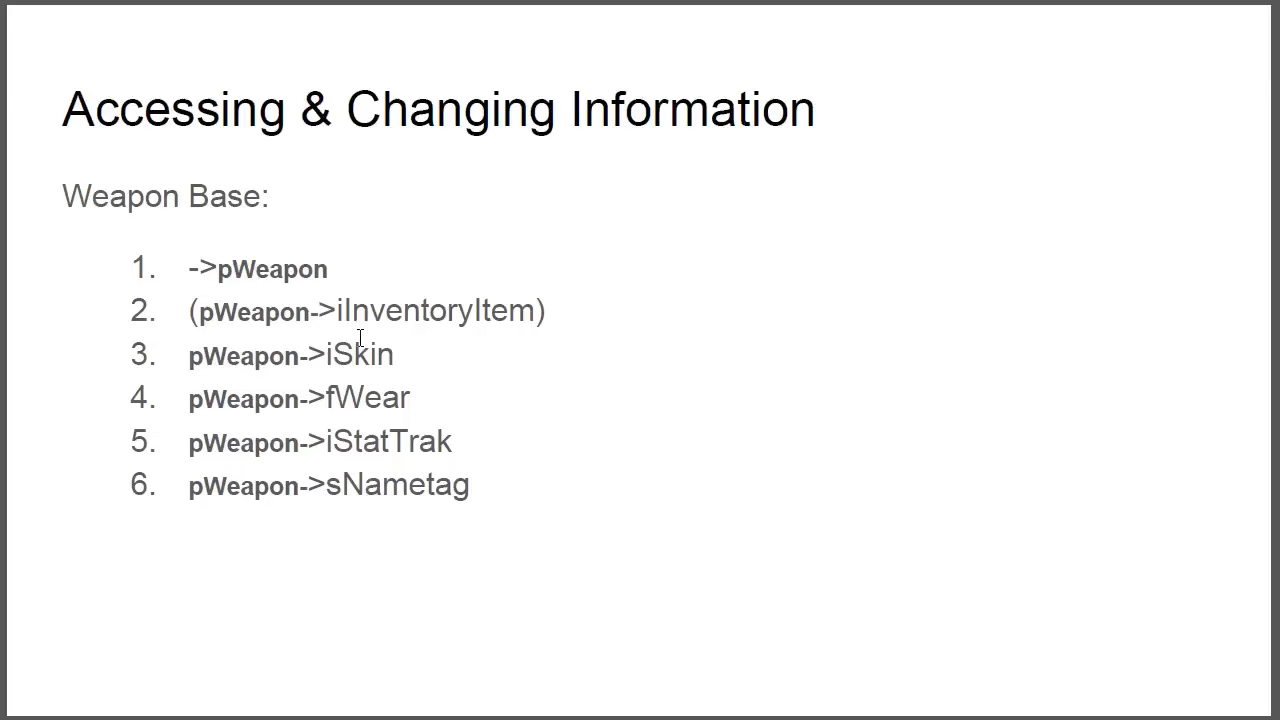 Accessing & Changing Information
Weapon Base:
1. ->pWeapon
2. (pWeapon->iInventoryItem)
3. pWeapon->iSkin
4. pWeapon->fWear
5. pWeapon->iStatTrak
6. pWeapon->sNametag